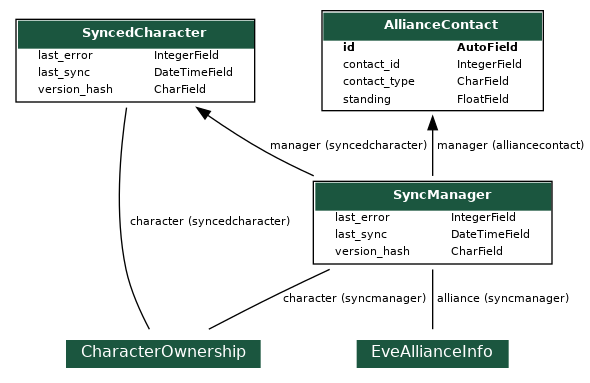 SyncedCharacter
last_error IntegerField
last_sync DateTimeField
version_hash CharField
AllianceContact
id AutoField
contact_id IntegerField
contact_type CharField
standing FloatField
manager (syncedcharacter)
manager (alliancecontact)
SyncManager
last_error IntegerField
last_sync DateTimeField
version_hash CharField
character (syncedcharacter)
character (syncmanager)
alliance (syncmanager)
CharacterOwnership
EveAllianceInfo